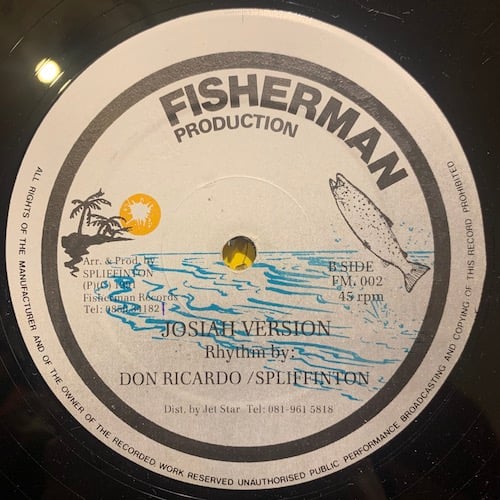 FISHERMAN
PRODUCTION
Arr. & Prod. by
SPLIFFINTON
Fisherman Records
Tel:
B SIDE
FM. 002
45 rpm
JOSIAH VERSION
Rhythm by:
DON RICARDO /SPLIFFINTON
Dist. by Jet Star Tel: 081-961 5818
ALL RIGHTS OF THE MANUFACTURER AND OF THE OWNER OF THE RECORDED WORK RESERVED UNAUTHORISED PUBLIC PERFORMANCE BROADCASTING AND COPYING OF THIS RECORD PROHIBITED